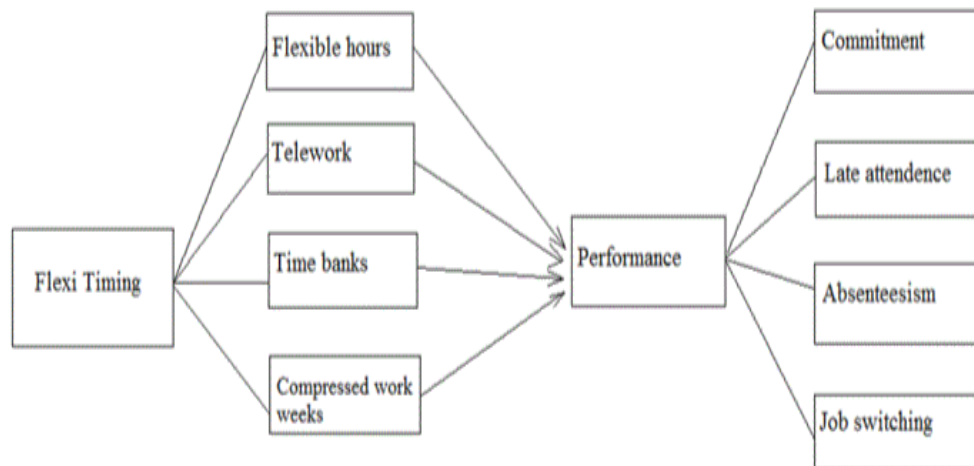 Flexi Timing
Flexible hours
Telework
Time banks
Compressed work
weeks
Performance
Commitment
Late attendence
Absenteesism
Job switching